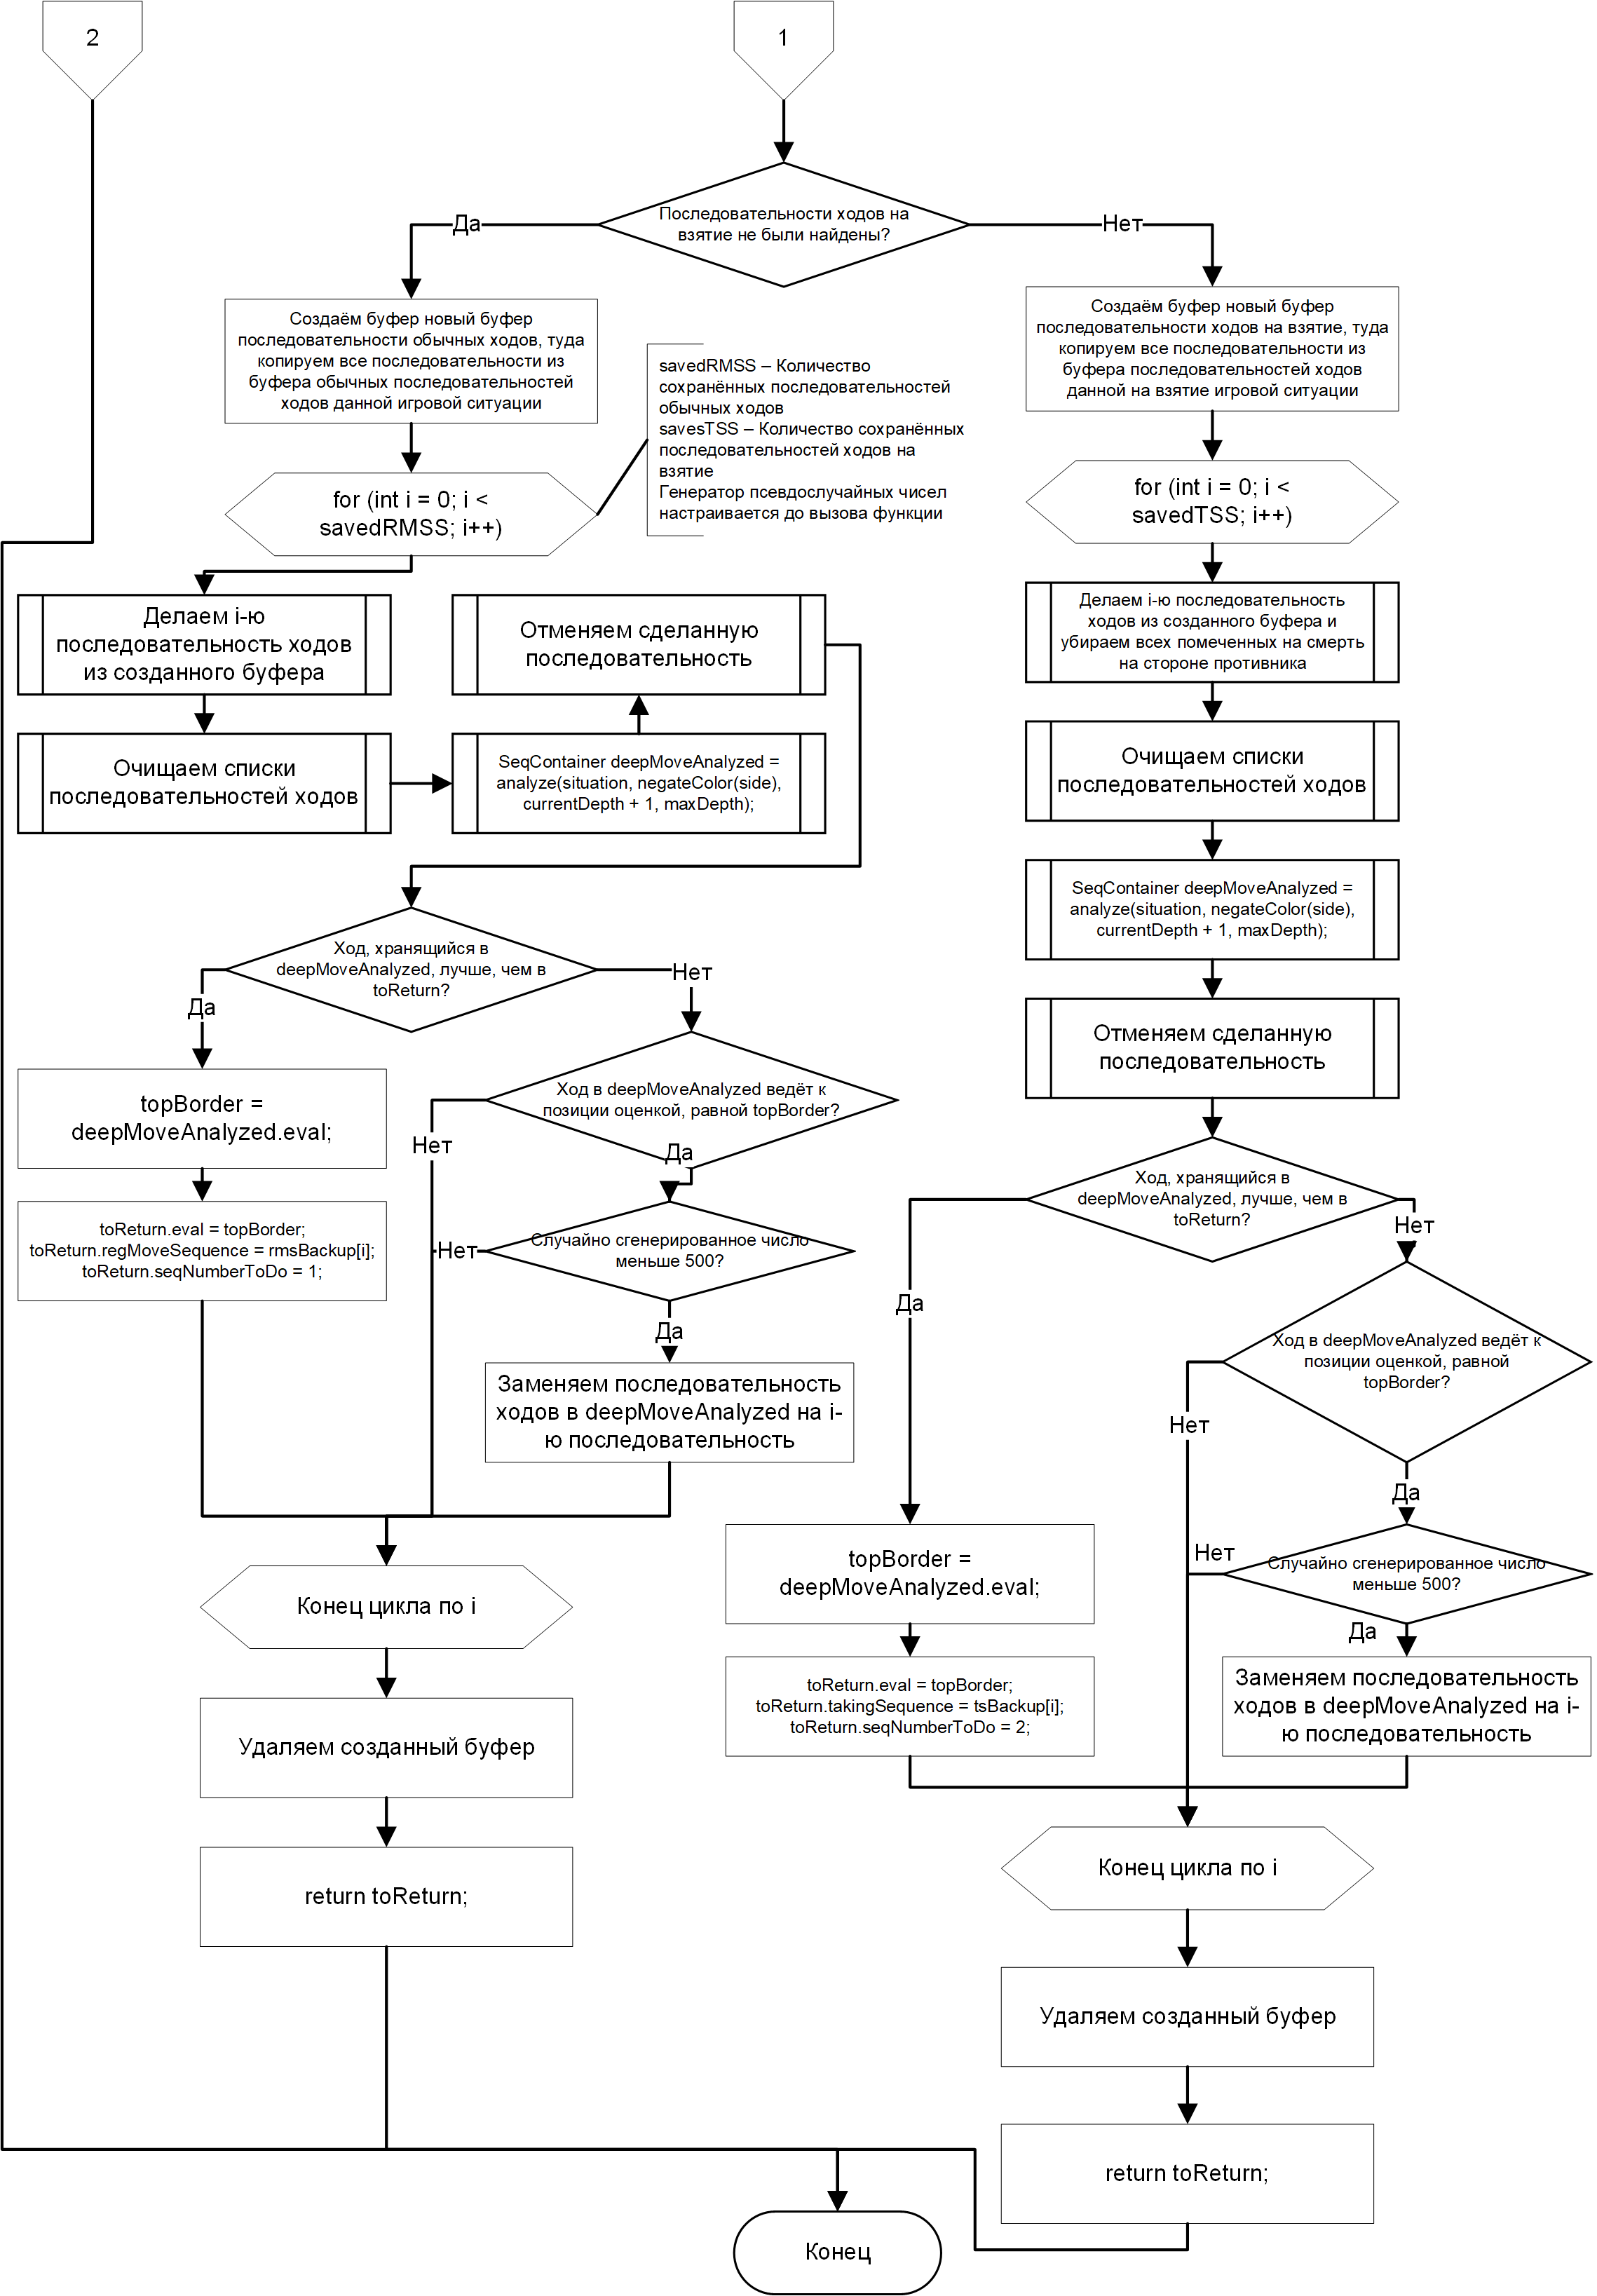 2
1
Последовательности ходов на
взятие не были найдены?
Да
Нет
Создаём буфер новый буфер
последовательности обычных ходов, туда
копируем все последовательности из
буфера обычных последовательностей
ходов данной игровой ситуации
savedRMSS – Количество
сохранённых последовательностей
обычных ходов
savesTSS – Количество сохранённых
последовательностей ходов на
взятие
Генератор псевдослучайных чисел
настраивается до вызова функции
Создаём буфер новый буфер
последовательности ходов на взятие, туда
копируем все последовательности из
буфера последовательностей ходов
данной на взятие игровой ситуации
for (int i = 0; i <
savedRMSS; i++)
for (int i = 0; i <
savedTSS; i++)
Делаем i-ю
последовательность ходов
из созданного буфера
Отменяем сделанную
последовательность
Делаем i-ю последовательность
ходов из созданного буфера и
убираем всех помеченных на смерть
на стороне противника
Очищаем списки
последовательностей ходов
SeqContainer deepMoveAnalyzed =
analyze(situation, negateColor(side),
currentDepth + 1, maxDepth);
Очищаем списки
последовательностей ходов
SeqContainer deepMoveAnalyzed =
analyze(situation, negateColor(side),
currentDepth + 1, maxDepth);
Ход, хранящийся в
deepMoveAnalyzed, лучше, чем в
toReturn?
Да
Нет
Отменяем сделанную
последовательность
topBorder =
deepMoveAnalyzed.eval;
Ход в deepMoveAnalyzed ведёт к
позиции оценкой, равной topBorder?
Нет
Да
Ход, хранящийся в
deepMoveAnalyzed, лучше, чем в
toReturn?
Да
Нет
toReturn.eval = topBorder;
toReturn.regMoveSequence = rmsBackup[i];
toReturn.seqNumberToDo = 1;
Случайно сгенерированное число
меньше 500?
Нет
Да
Ход в deepMoveAnalyzed ведёт к
позиции оценкой, равной
topBorder?
Нет
Да
Заменяем последовательность
ходов в deepMoveAnalyzed на i-
ю последовательность
topBorder =
deepMoveAnalyzed.eval;
Случайно сгенерированное число
меньше 500?
Нет
Да
Конец цикла по i
toReturn.eval = topBorder;
toReturn.takingSequence = tsBackup[i];
toReturn.seqNumberToDo = 2;
Заменяем последовательность
ходов в deepMoveAnalyzed на i-
ю последовательность
Удаляем созданный буфер
Конец цикла по i
return toReturn;
Удаляем созданный буфер
return toReturn;
Конец